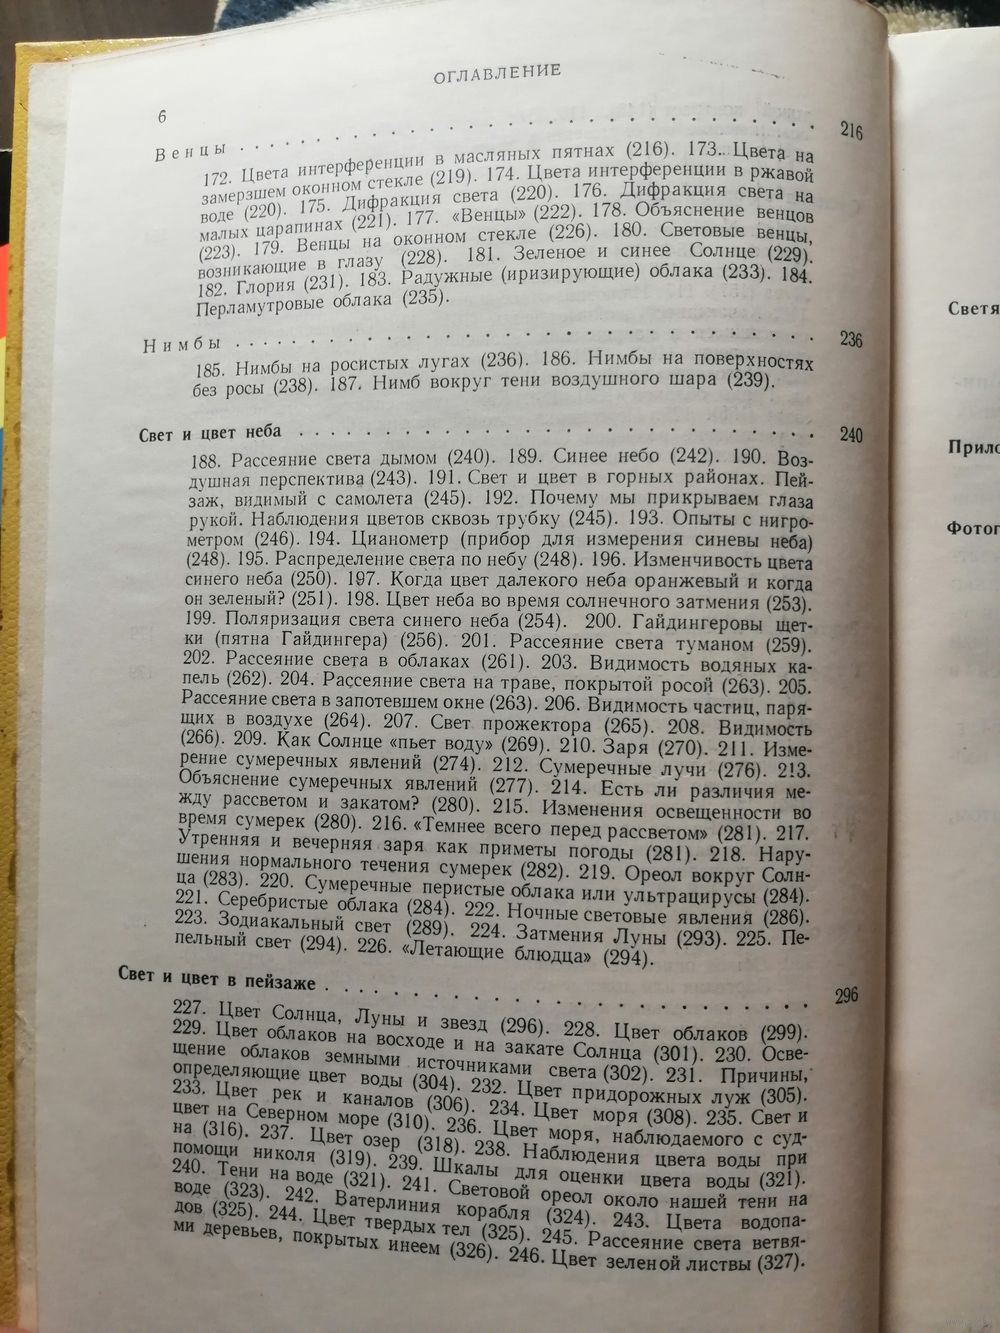 ОГЛАВЛЕНИЕ
6
Венцы . . . . . . . . . . . . . . . . . . . . . . . . . . . . 216
172. Цвета интерференции в масляных пятнах (216). 173. Цвета на
замерзшем оконном стекле (219). 174. Цвета интерференции в ржавой
воде (220). 175. Дифракция света (220). 176. Дифракция света на
малых царапинах (221). 177. «Венцы» (222). 178. Объяснение венцов
(223). 179. Венцы на оконном стекле (226). 180. Световые венцы,
возникающие в глазу (228). 181. Зеленое и синее Солнце (229).
182. Глория (231). 183. Радужные (иризирующие) облака (233). 184.
Перламутровые облака (235).
Нимбы . . . . . . . . . . . . . . . . . . . . . . . . . . . . 236
185. Нимбы на росистых лугах (236). 186. Нимбы на поверхностях
без росы (238). 187. Нимб вокруг тени воздушного шара (239).
Свет и цвет неба . . . . . . . . . . . . . . . . . . . . . . . . 240
188. Рассеяние света дымом (240). 189. Синее небо (242). 190. Воз-
душная перспектива (243). 191. Свет и цвет в горных районах. Пей-
заж, видимый с самолета (245). 192. Почему мы прикрываем глаза
рукой. Наблюдения цветов сквозь трубку (245). 193. Опыты с нигро-
метром (246). 194. Цианометр (прибор для измерения синевы неба)
(248). 195. Распределение света по небу (248). 196. Изменчивость цвета
синего неба (250). 197. Когда цвет далекого неба оранжевый и когда
он зеленый? (251). 198. Цвет неба во время солнечного затмения (253).
199. Поляризация света синего неба (254). 200. Гайдингеровы щет-
ки (пятна Гайдингера) (256). 201. Рассеяние света туманом (259).
202. Рассеяние света в облаках (261). 203. Видимость водяных ка-
пель (262). 204. Рассеяние света на траве, покрытой росой (263). 205.
Рассеяние света в запотевшем окне (263). 206. Видимость частиц, паря-
щих в воздухе (264). 207. Свет прожектора (265). 208. Видимость
(266). 209. Как Солнце «пьет воду» (269). 210. Заря (270). 211. Изме-
рение сумеречных явлений (274). 212. Сумеречные лучи (276). 213.
Объяснение сумеречных явлений (277). 214. Есть ли различия ме-
жду рассветом и закатом? (280). 215. Изменения освещенности во
время сумерек (280). 216. «Темнее всего перед рассветом» (281). 217.
Утренняя и вечерняя заря как приметы погоды (281). 218. Нару-
шения нормального течения сумерек (282). 219. Ореол вокруг Солн-
ца (283). 220. Сумеречные перистые облака или ультрацирусы (284).
221. Серебристые облака (284). 222. Ночные световые явления (286).
223. Зодиакальный свет (289). 224. Затмения Луны (293). 225. Пе-
пельный свет (294). 226. «Летающие блюдца» (294).
Свет и цвет в пейзаже . . . . . . . . . . . . . . . . . . . . . . 296
227. Цвет Солнца, Луны и звезд (296). 228. Цвет облаков (299).
229. Цвет облаков на восходе и на закате Солнца (301). 230. Осве-
щение облаков земными источниками света (302). 231. Причины,
определяющие цвет воды (304). 232. Цвет придорожных луж (305).
233. Цвет рек и каналов (306). 234. Цвет моря (308). 235. Свет и
цвет на Северном море (310). 236. Цвет моря, наблюдаемого с суд-
на (316). 237. Цвет озер (318). 238. Наблюдения цвета воды при
помощи николя (319). 239. Шкалы для оценки цвета воды (321).
240. Тени на воде (321). 241. Световой ореол около нашей тени на
воде (323). 242. Ватерлиния корабля (324). 243. Цвета водопа-
дов (325). 244. Цвет твердых тел (325). 245. Рассеяние света ветвя-
ми деревьев, покрытых инеем (326). 246. Цвет зеленой листвы (327).
Светя
Прило
Фотог